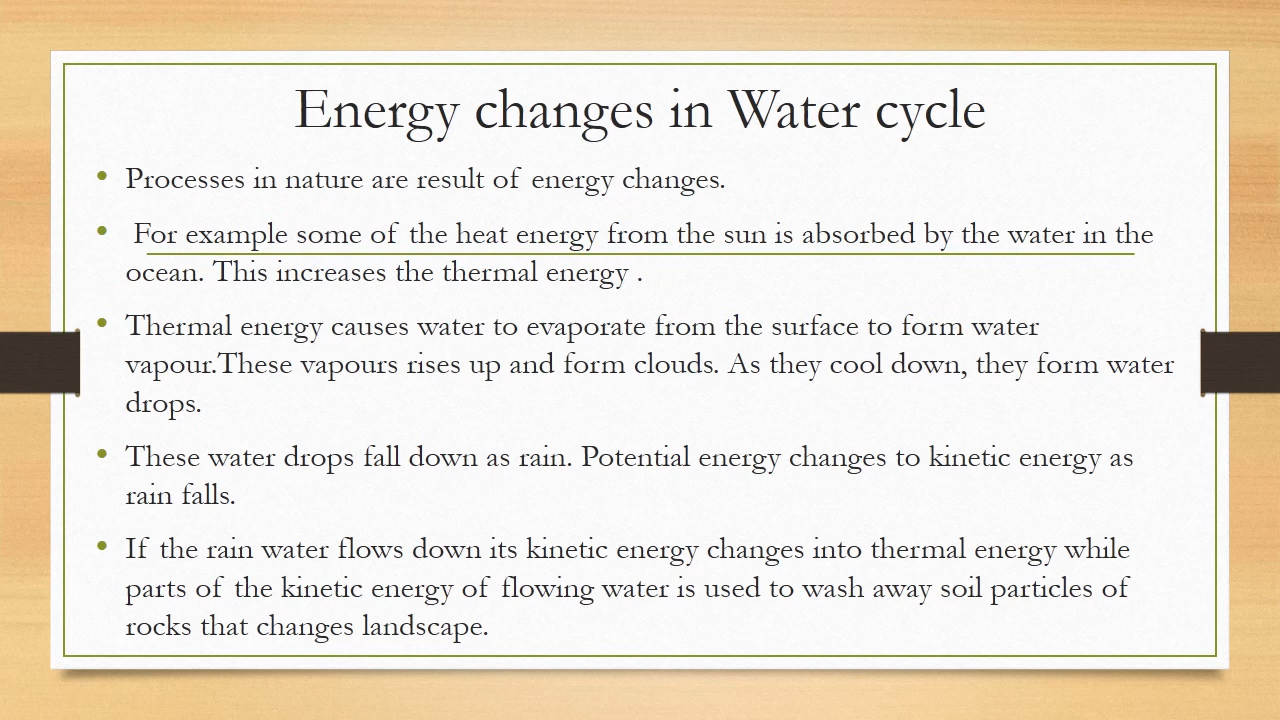 Energy changes in Water cycle
• Processes in nature are result of energy changes.
• For example some of the heat energy from the sun is absorbed by the water in the
ocean. This increases the thermal energy .
• Thermal energy causes water to evaporate from the surface to form water
vapour.These vapours rises up and form clouds. As they cool down, they form water
drops.
• These water drops fall down as rain. Potential energy changes to kinetic energy as
rain falls.
• If the rain water flows down its kinetic energy changes into thermal energy while
parts of the kinetic energy of flowing water is used to wash away soil particles of
rocks that changes landscape.